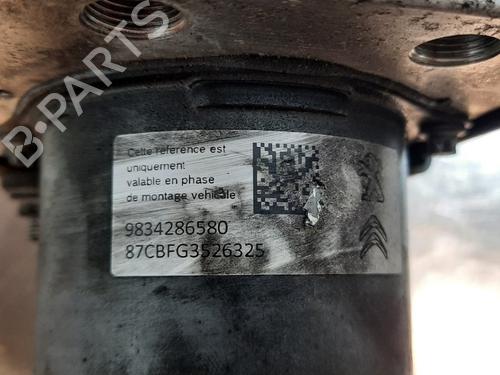 B-PARTS
Cette reference est
uniquement
valable en phase
de montage vehicule
9834286580
87CBFG3526325